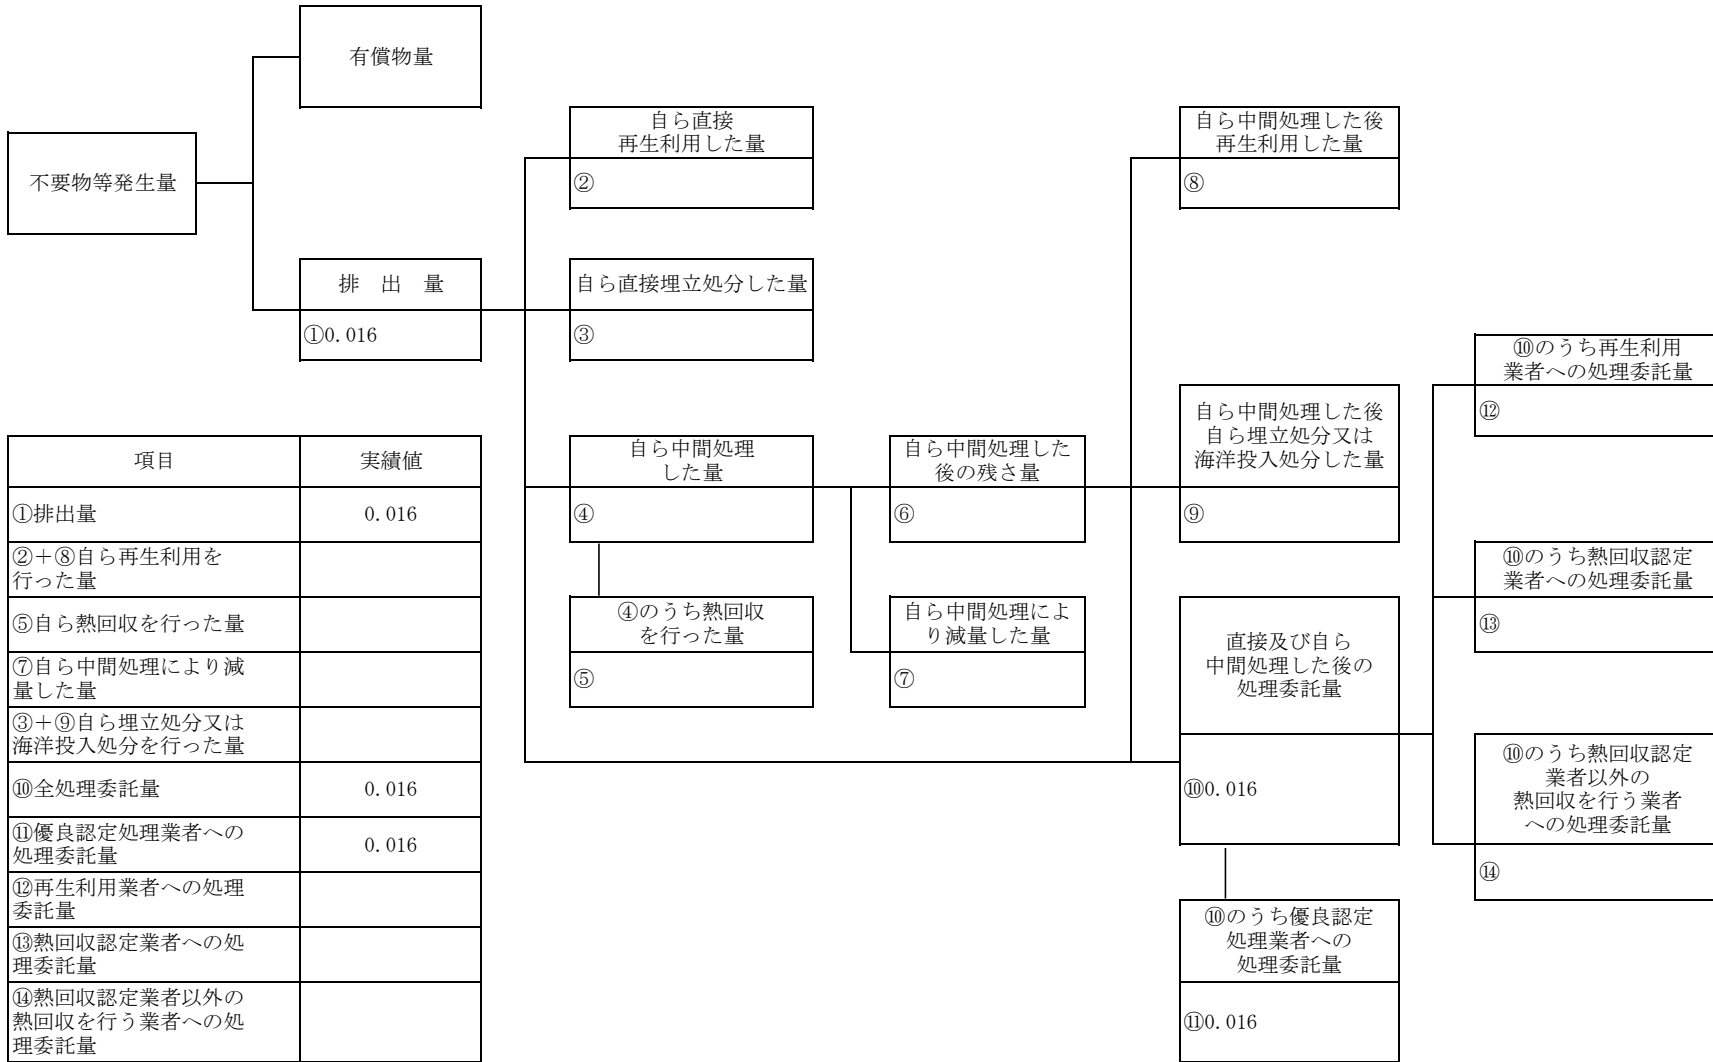 有償物量
不要物等発生量
排　出　量
①0.016
自ら直接
再生利用した量
②
自ら直接埋立処分した量
③
自ら中間処理
した量
④
④のうち熱回収
を行った量
⑤
自ら中間処理した
後の残さ量
⑥
自ら中間処理によ
り減量した量
⑦
自ら中間処理した後
再生利用した量
⑧
自ら中間処理した後
自ら埋立処分又は
海洋投入処分した量
⑨
直接及び自ら
中間処理した後の
処理委託量
⑩0.016
⑩のうち優良認定
処理業者への
処理委託量
⑪0.016
⑩のうち再生利用
業者への処理委託量
⑫
⑩のうち熱回収認定
業者への処理委託量
⑬
⑩のうち熱回収認定
業者以外の
熱回収を行う業者
への処理委託量
⑭
項目 実績値
①排出量 0.016
②＋⑧自ら再生利用を
行った量
⑤自ら熱回収を行った量
⑦自ら中間処理により減
量した量
③＋⑨自ら埋立処分又は
海洋投入処分を行った量
⑩全処理委託量 0.016
⑪優良認定処理業者への
処理委託量 0.016
⑫再生利用業者への処理
委託量
⑬熱回収認定業者への処
理委託量
⑭熱回収認定業者以外の
熱回収を行う業者への処
理委託量